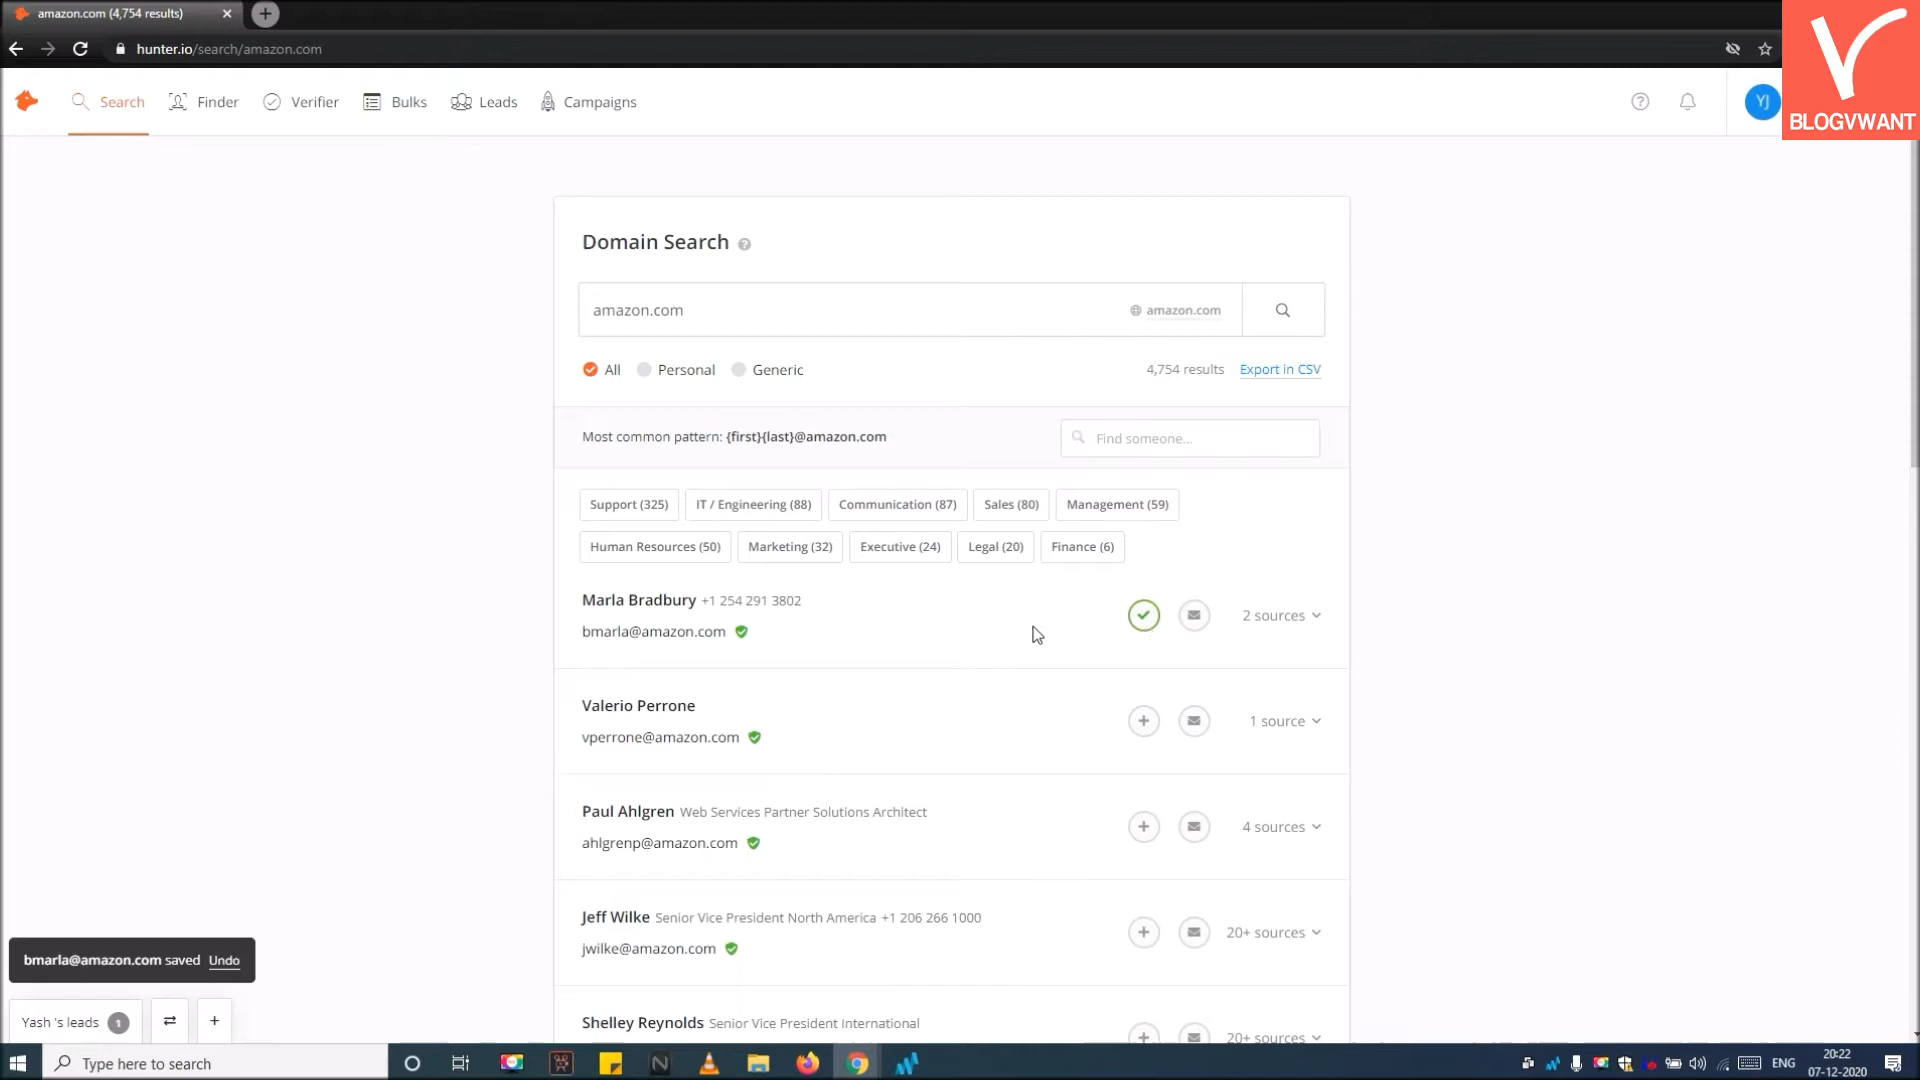 amazon.com (4,754 results)
hunter.io/search/amazon.com
BLOGVWANT
Search
Finder
Verifier
Bulks
Leads
Campaigns
YJ
Domain Search
amazon.com
amazon.com
All
Personal
Generic
4,754 results
Export in CSV
Most common pattern: {first}{last}@amazon.com
Find someone...
Support (325)
IT / Engineering (88)
Communication (87)
Sales (80)
Management (59)
Human Resources (50)
Marketing (32)
Executive (24)
Legal (20)
Finance (6)
Marla Bradbury +1 254 291 3802
bmarla@amazon.com
2 sources
Valerio Perrone
vperrone@amazon.com
1 source
Paul Ahlgren Web Services Partner Solutions Architect
ahlgrenp@amazon.com
4 sources
Jeff Wilke Senior Vice President North America +1 206 266 1000
jwilke@amazon.com
20+ sources
Shelley Reynolds Senior Vice President International
20+ sources
bmarla@amazon.com saved Undo
Yash 's leads 1
Type here to search
ENG
20:22
07-12-2020